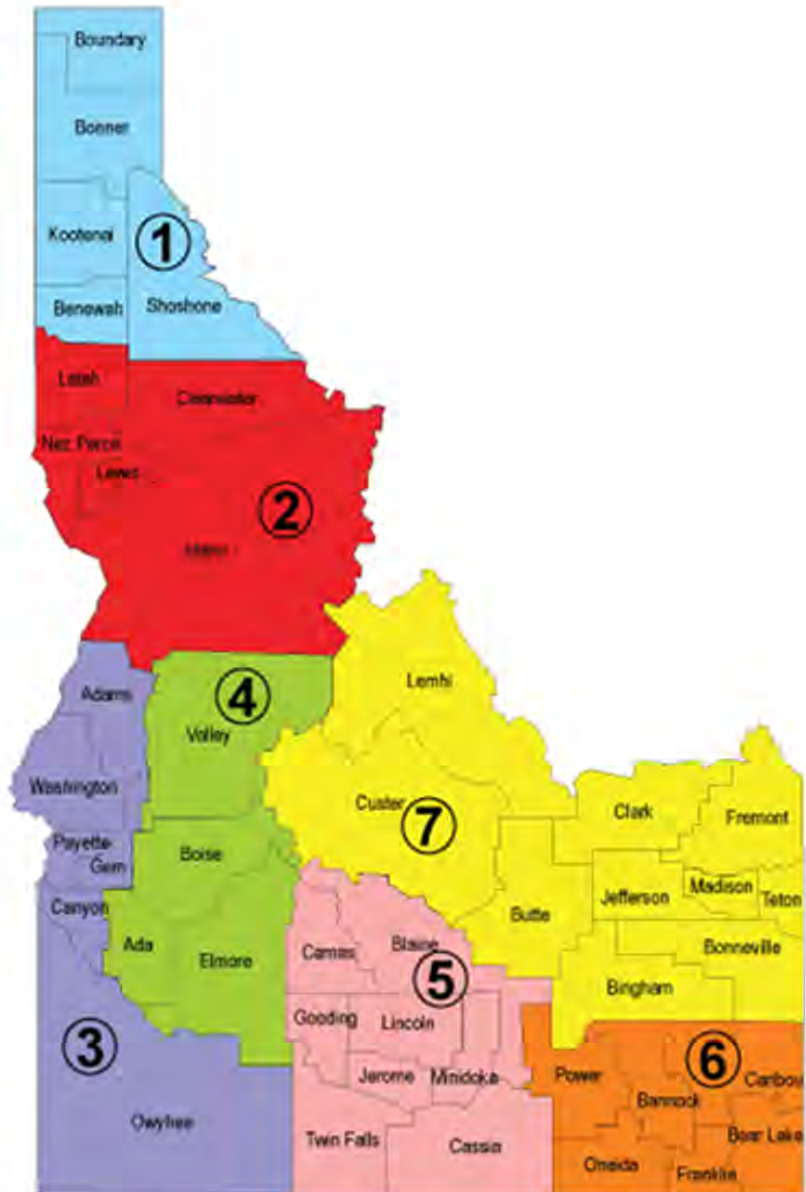 Boundary
Bonner
Kootenai
1
Benewah
Shoshone
Latah
Clearwater
Nez Perce
Lewis
2
Idaho
Lemhi
Adams
4
Valley
Washington
Custer
7
Clark
Fremont
Payette
Gem
Boise
Jefferson
Madison
Teton
Canyon
Butte
Ada
Elmore
Camas
Blaine
Bonneville
5
Bingham
Gooding
Lincoln
3
6
Jerome
Minidoka
Power
Caribou
Bannock
Owyhee
Twin Falls
Cassia
Bear Lake
Oneida
Franklin